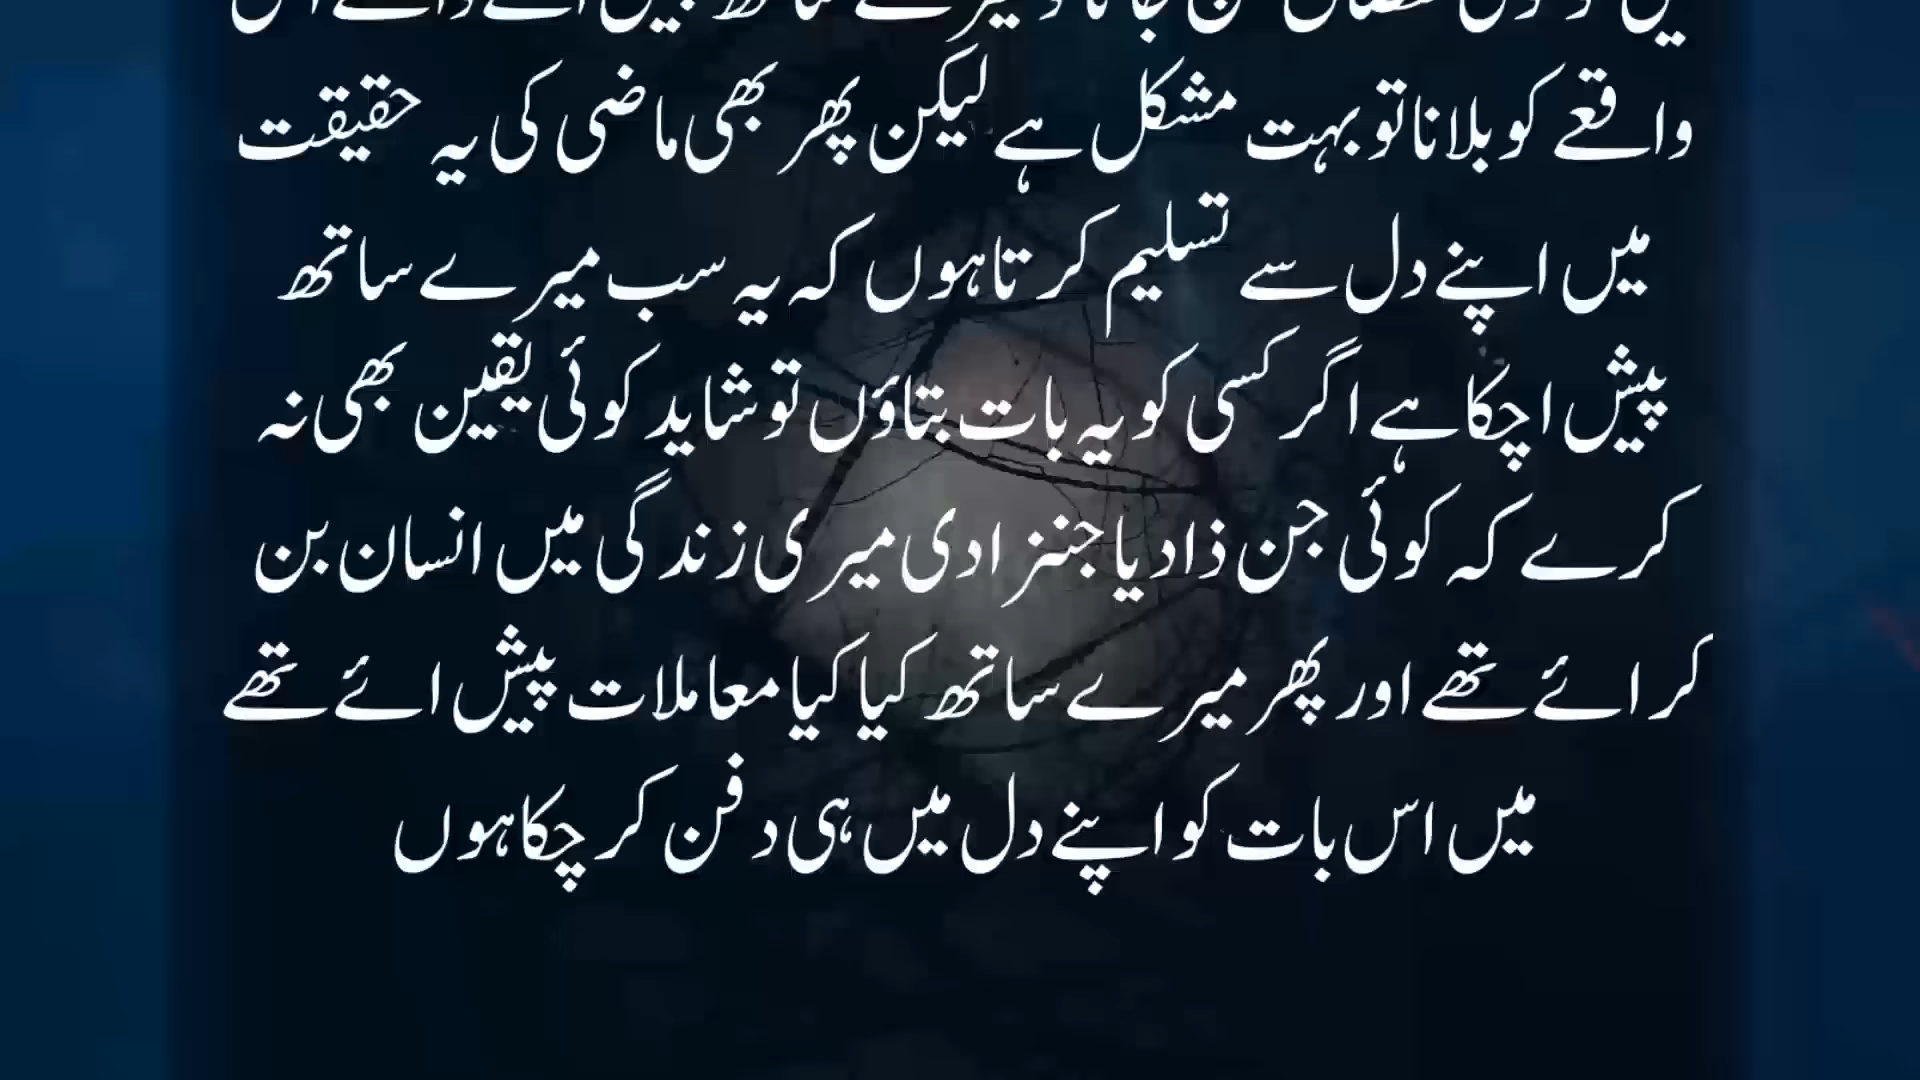 واقعے کو بلانا تو بہت مشکل ہے لیکن پھر بھی ماضی کی یہ حقیقت
میں اپنے دل سے تسلیم کرتا ہوں کہ یہ سب میرے ساتھ
پیش اچکا ہے اگر کسی کو یہ بات بتاؤں تو شاید کوئی یقین بھی نہ
کرے کہ کوئی جن ذاد یا جنزادی میری زندگی میں انسان بن
کر ائے تھے اور پھر میرے ساتھ کیا کیا معاملات پیش ائے تھے
میں اس بات کو اپنے دل میں ہی دفن کر چکا ہوں